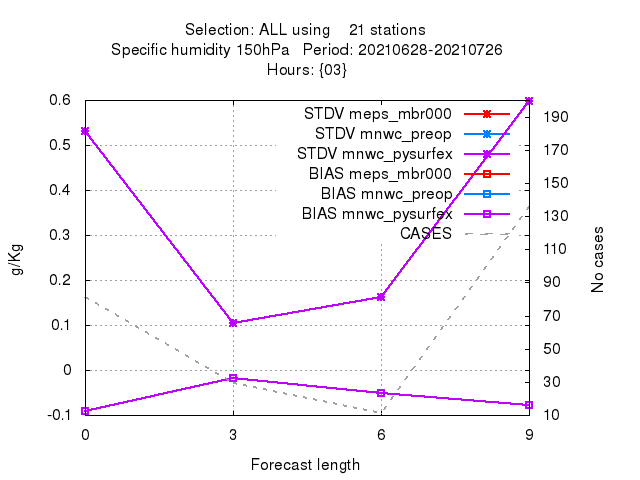 Selection: ALL using    21 stations
Specific humidity 150hPa   Period: 20210628-20210726
Hours: {03}
STDV meps_mbr000
STDV mnwc_preop
STDV mnwc_pysurfex
BIAS meps_mbr000
BIAS mnwc_preop
BIAS mnwc_pysurfex
CASES
g/Kg
0.6
0.5
0.4
0.3
0.2
0.1
0
-0.1
190
170
150
130
110
90
70
50
30
10
No cases
0 3 6 9
Forecast length